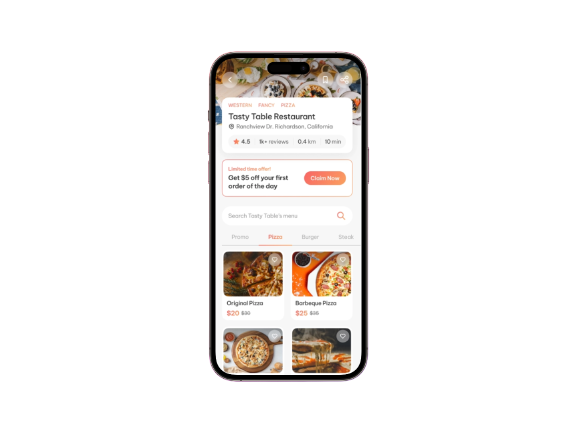 WESTERN FANCY PIZZA
Tasty Table Restaurant
Ranchview Dr. Richardson, California
4.5 1k+ reviews 0.4 km 10 min
Limited time offer!
Get $5 off your first
order of the day
Claim Now
Search Tasty Table's menu
Promo Pizza Burger Steak
Original Pizza
$20 $30
Barbeque Pizza
$25 $35